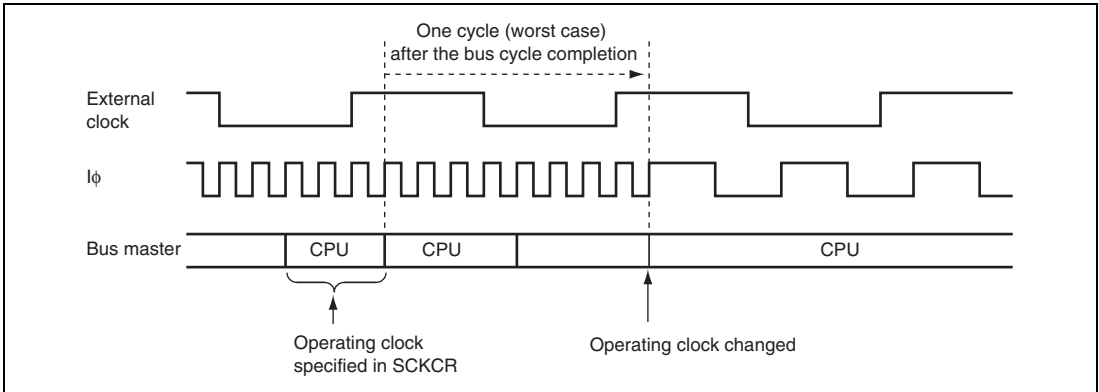 One cycle (worst case)
after the bus cycle completion
External
clock
Iϕ
Bus master
CPU
CPU
CPU
Operating clock
specified in SCKCR
Operating clock changed